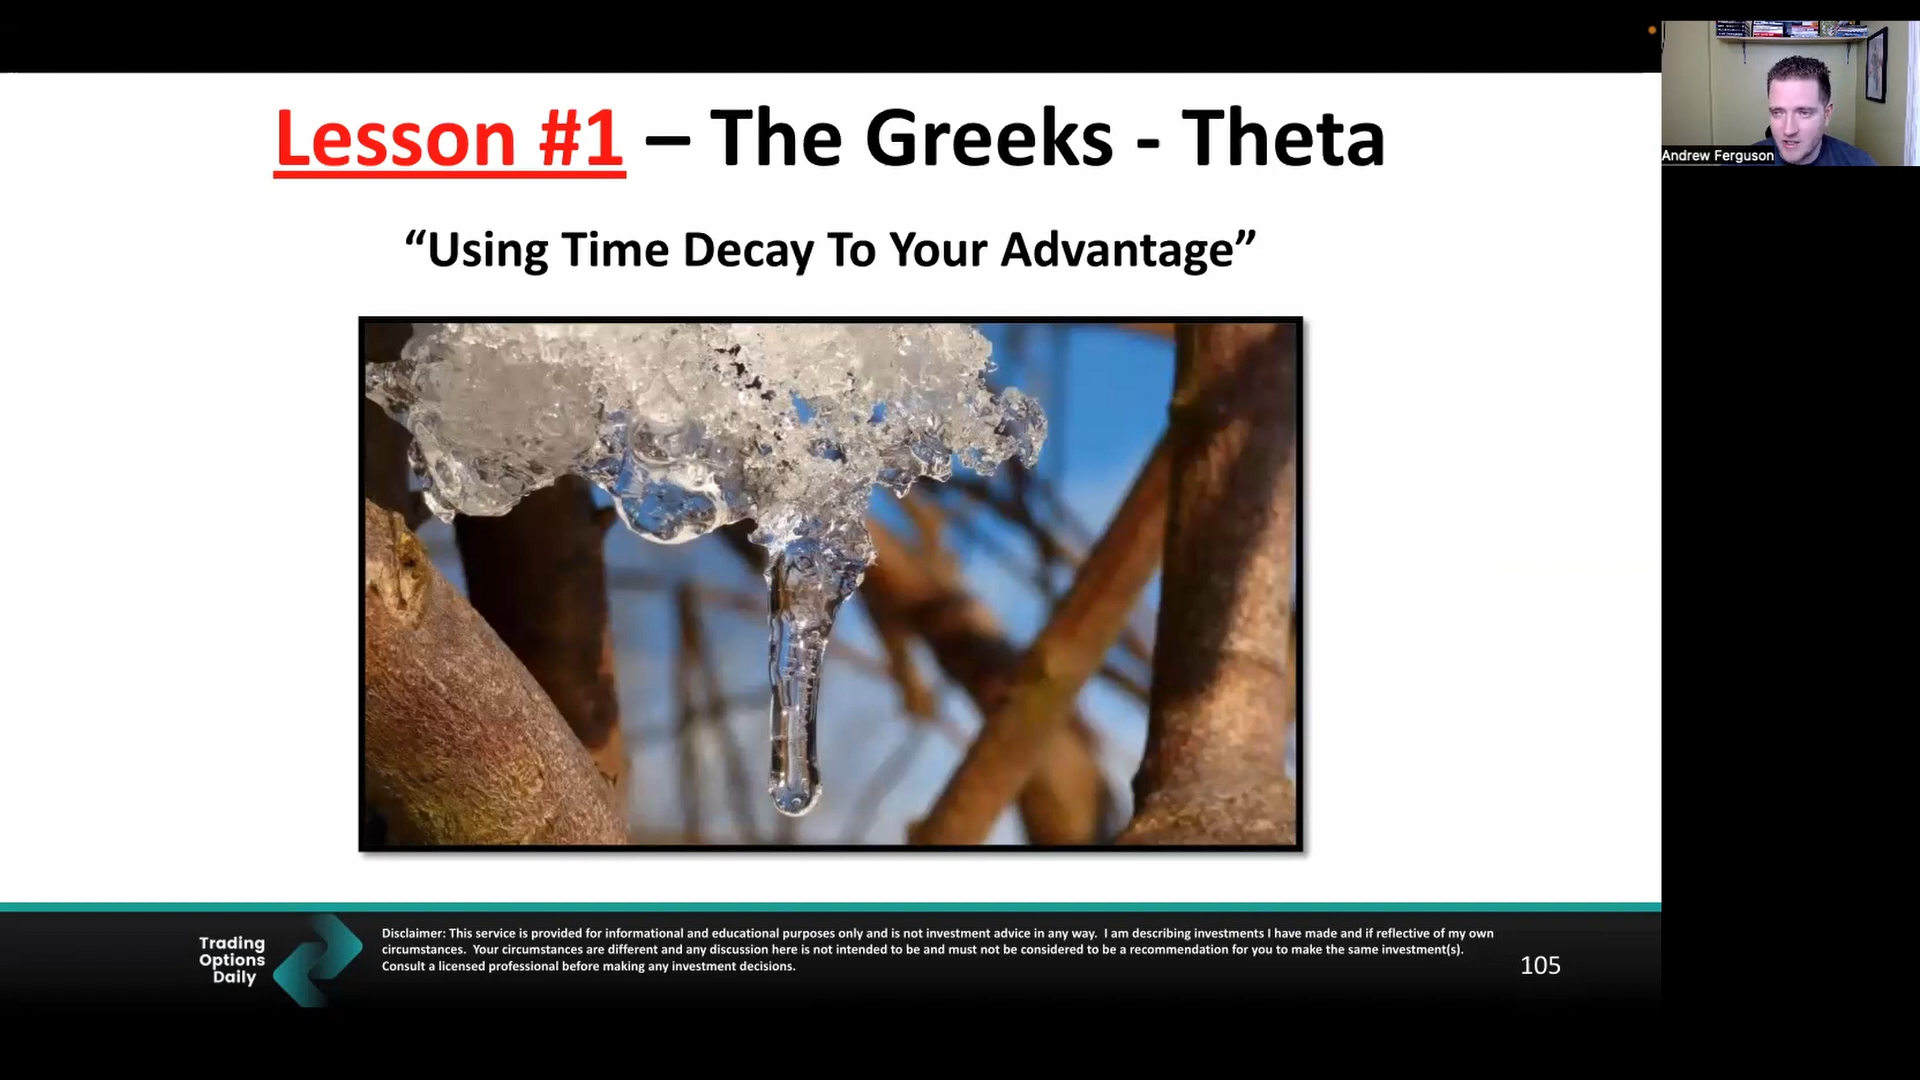 Lesson #1 – The Greeks - Theta
“Using Time Decay To Your Advantage”
Andrew Ferguson
Trading
Options
Daily
Disclaimer: This service is provided for informational and educational purposes only and is not investment advice in any way.  I am describing investments I have made and if reflective of my own
circumstances.  Your circumstances are different and any discussion here is not intended to be and must not be considered to be a recommendation for you to make the same investment(s).
Consult a licensed professional before making any investment decisions.
105